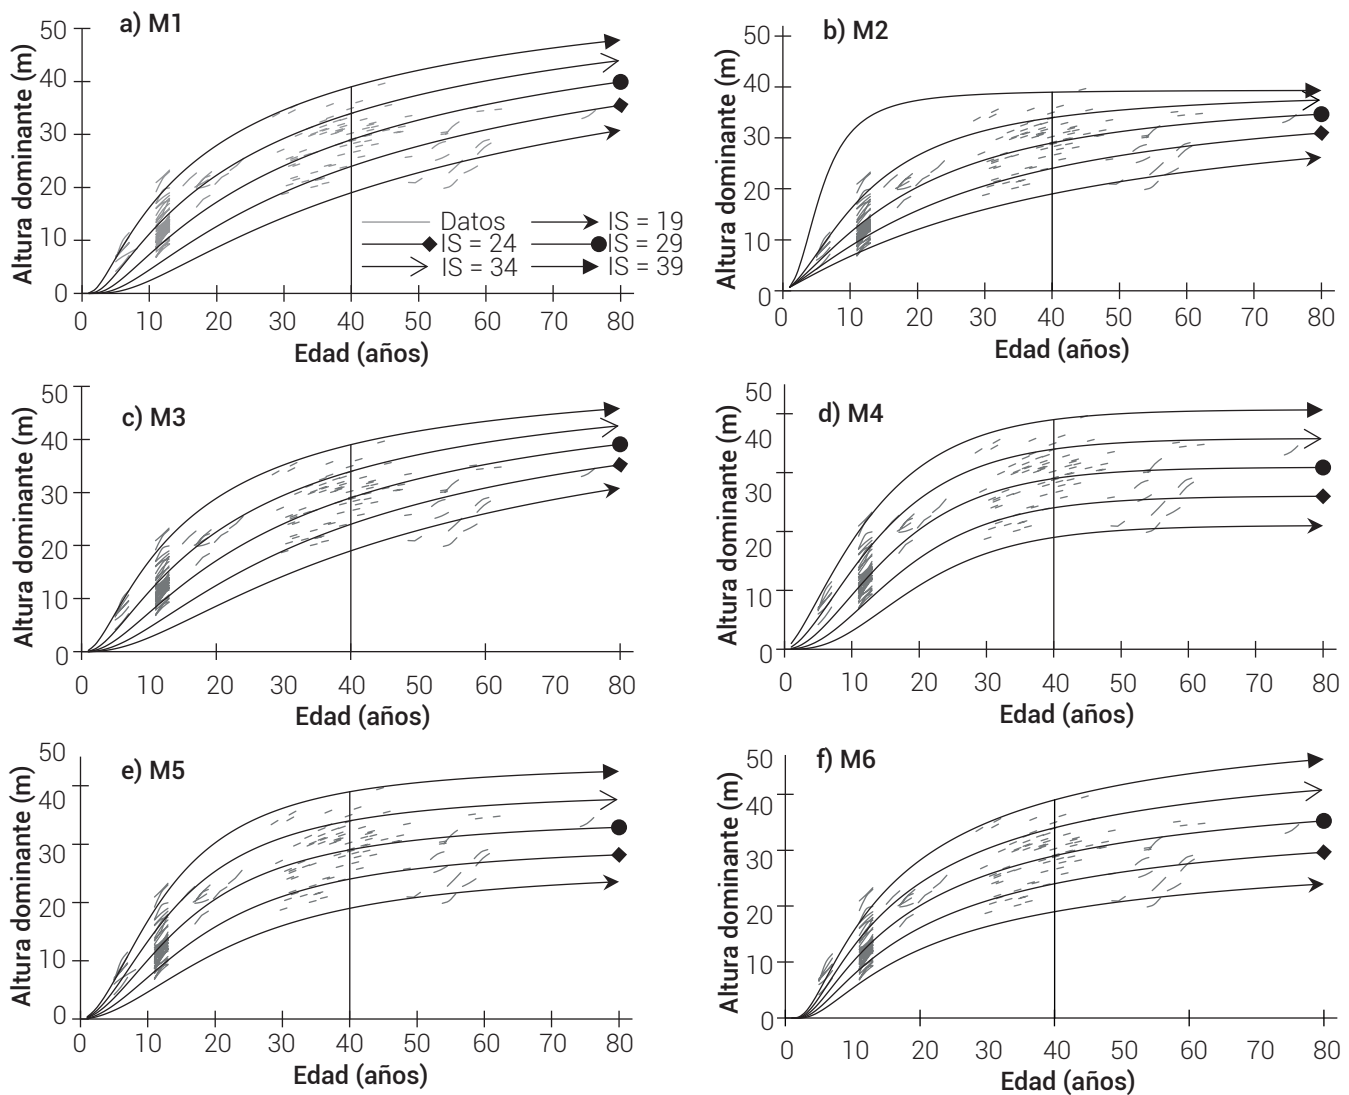 a) M1
Altura dominante (m)
50
40
30
20
10
0
0 10 20 30 40 50 60 70 80
Edad (años)
Datos IS = 19
IS = 24 IS = 29
IS = 34 IS = 39
b) M2
Altura dominante (m)
50
40
30
20
10
0
0 10 20 30 40 50 60 70 80
Edad (años)
c) M3
Altura dominante (m)
50
40
30
20
10
0
0 10 20 30 40 50 60 70 80
Edad (años)
d) M4
Altura dominante (m)
50
40
30
20
10
0
0 10 20 30 40 50 60 70 80
Edad (años)
e) M5
Altura dominante (m)
50
40
30
20
10
0
0 10 20 30 40 50 60 70 80
Edad (años)
f) M6
Altura dominante (m)
50
40
30
20
10
0
0 10 20 30 40 50 60 70 80
Edad (años)